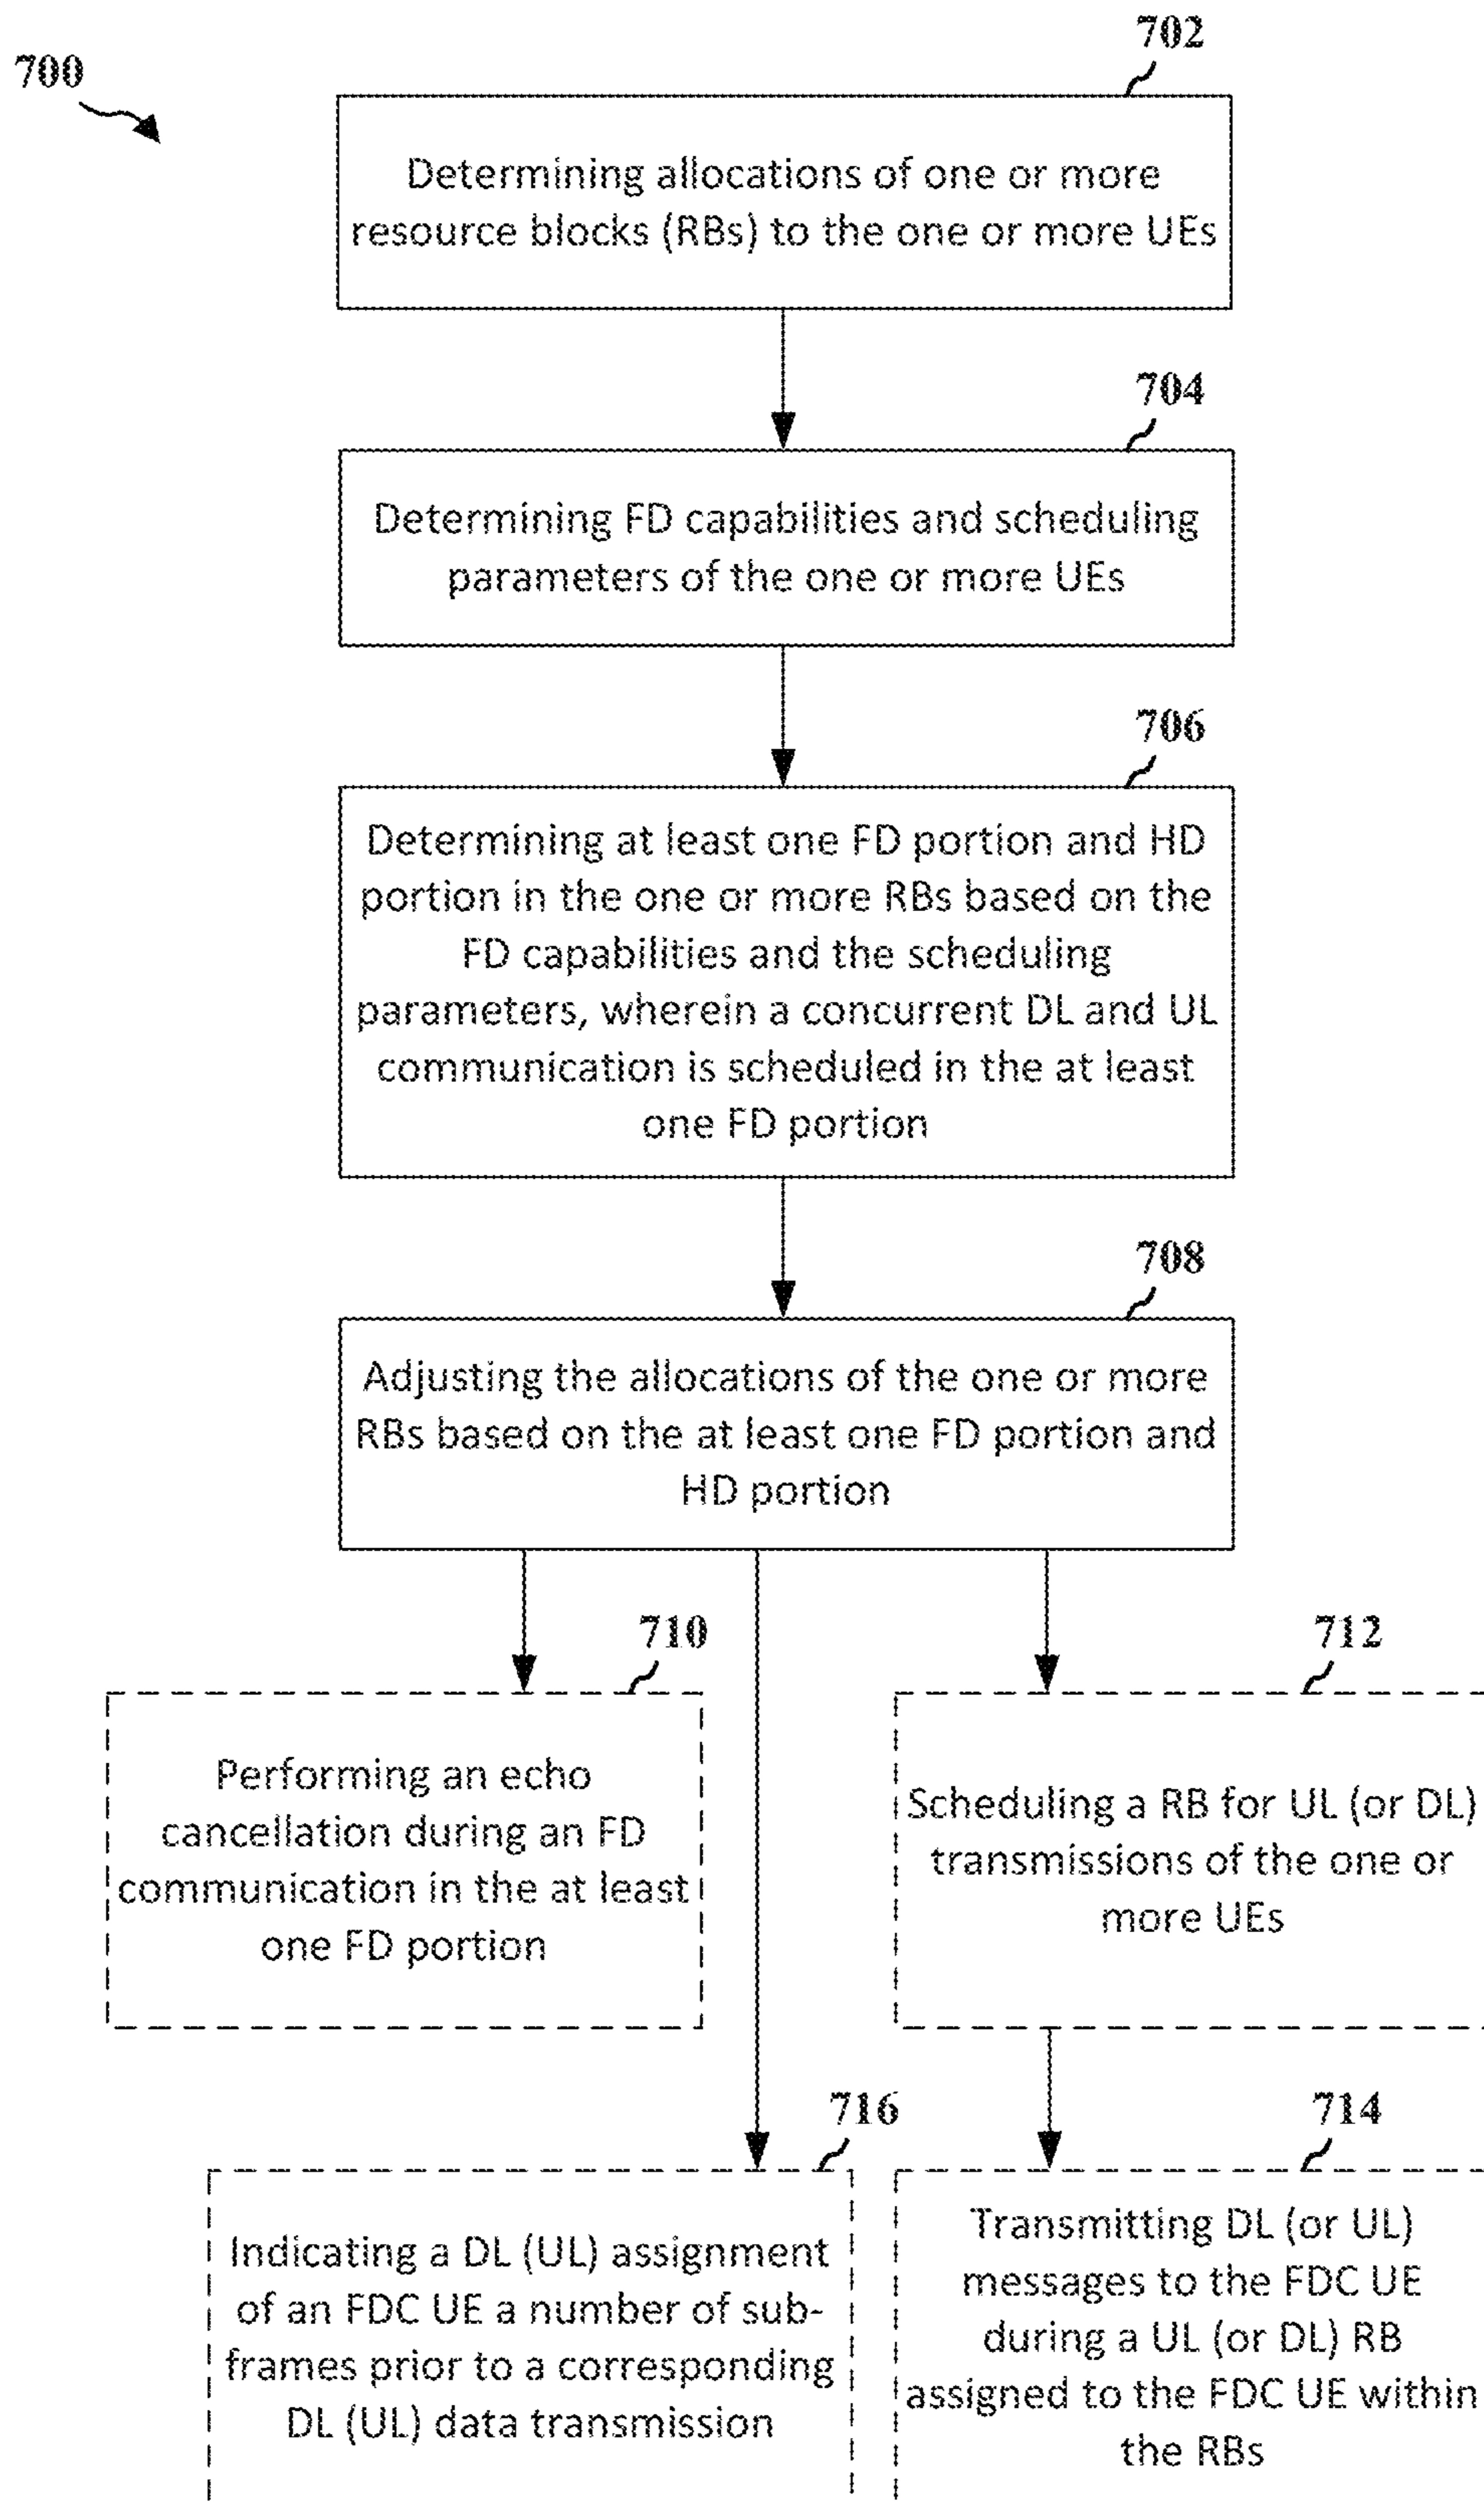 700
702
Determining allocations of one or more
resource blocks (RBs) to the one or more UEs
704
Determining FD capabilities and scheduling
parameters of the one or more UEs
706
Determining at least one FD portion and HD
portion in the one or more RBs based on the
FD capabilities and the scheduling
parameters, wherein a concurrent DL and UL
communication is scheduled in the at least
one FD portion
708
Adjusting the allocations of the one or more
RBs based on the at least one FD portion and
HD portion
710
Performing an echo
cancellation during an FD
communication in the at least
one FD portion
712
Scheduling a RB for UL (or DL)
transmissions of the one or
more UEs
716
Indicating a DL (UL) assignment
of an FDC UE a number of sub-
frames prior to a corresponding
DL (UL) data transmission
714
Transmitting DL (or UL)
messages to the FDC UE
during a UL (or DL) RB
assigned to the FDC UE within
the RBs